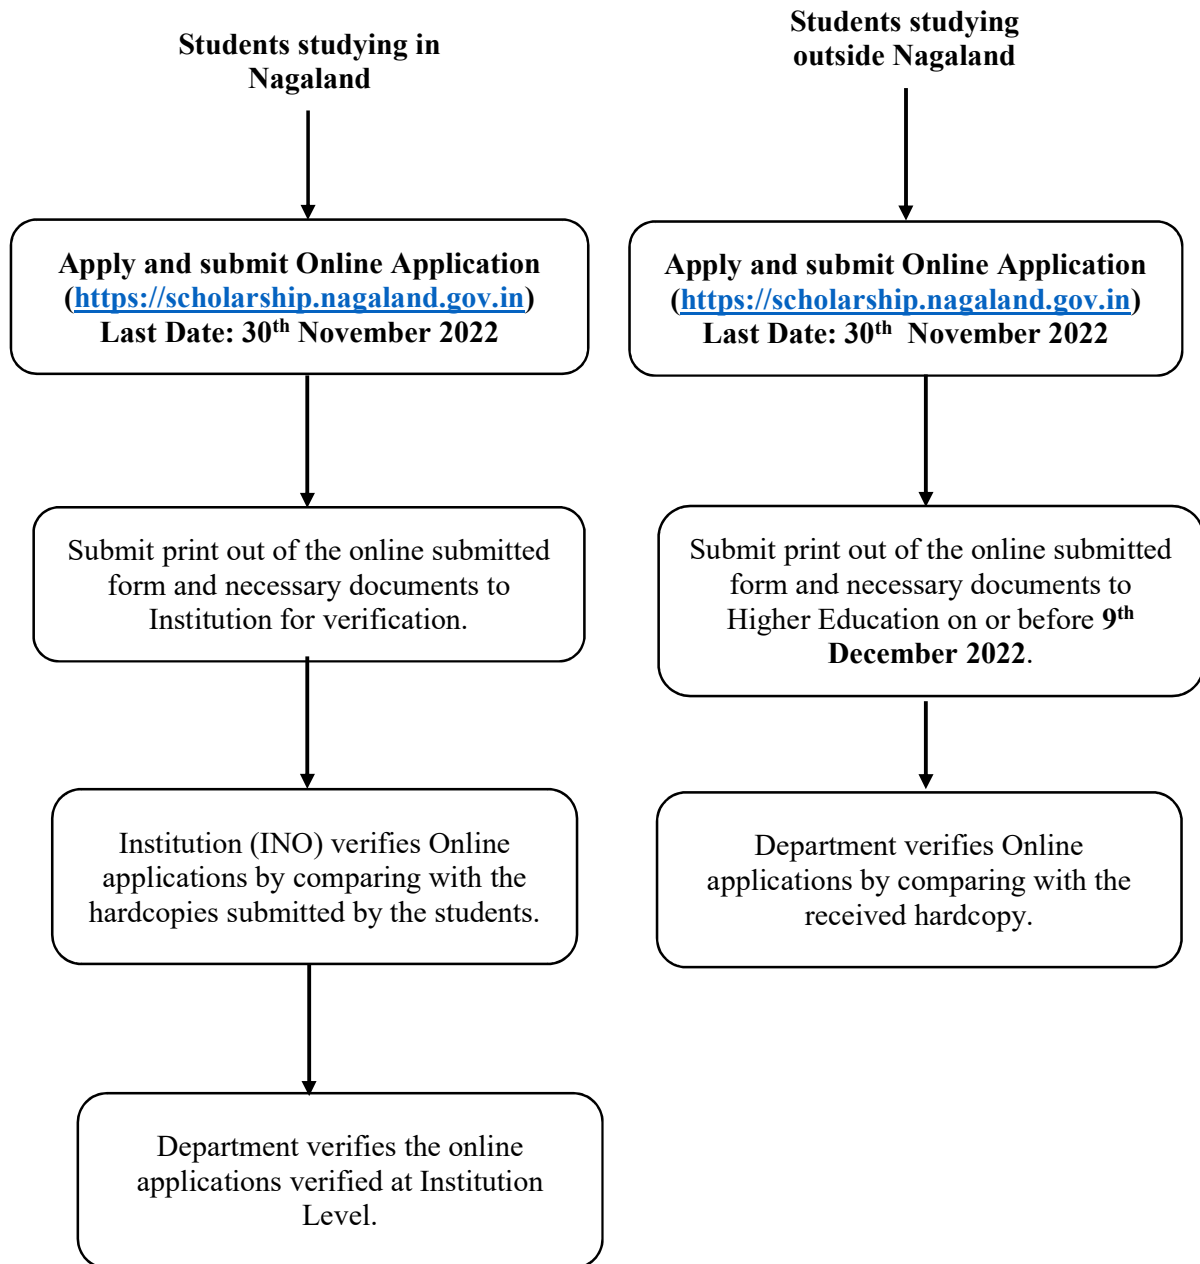 Students studying in
Nagaland
Apply and submit Online Application
(https://scholarship.nagaland.gov.in)
Last Date: 30th November 2022
Submit print out of the online submitted
form and necessary documents to
Institution for verification.
Institution (INO) verifies Online
applications by comparing with the
hardcopies submitted by the students.
Department verifies the online
applications verified at Institution
Level.
Students studying
outside Nagaland
Apply and submit Online Application
(https://scholarship.nagaland.gov.in)
Last Date: 30th November 2022
Submit print out of the online submitted
form and necessary documents to
Higher Education on or before 9th
December 2022.
Department verifies Online
applications by comparing with the
received hardcopy.